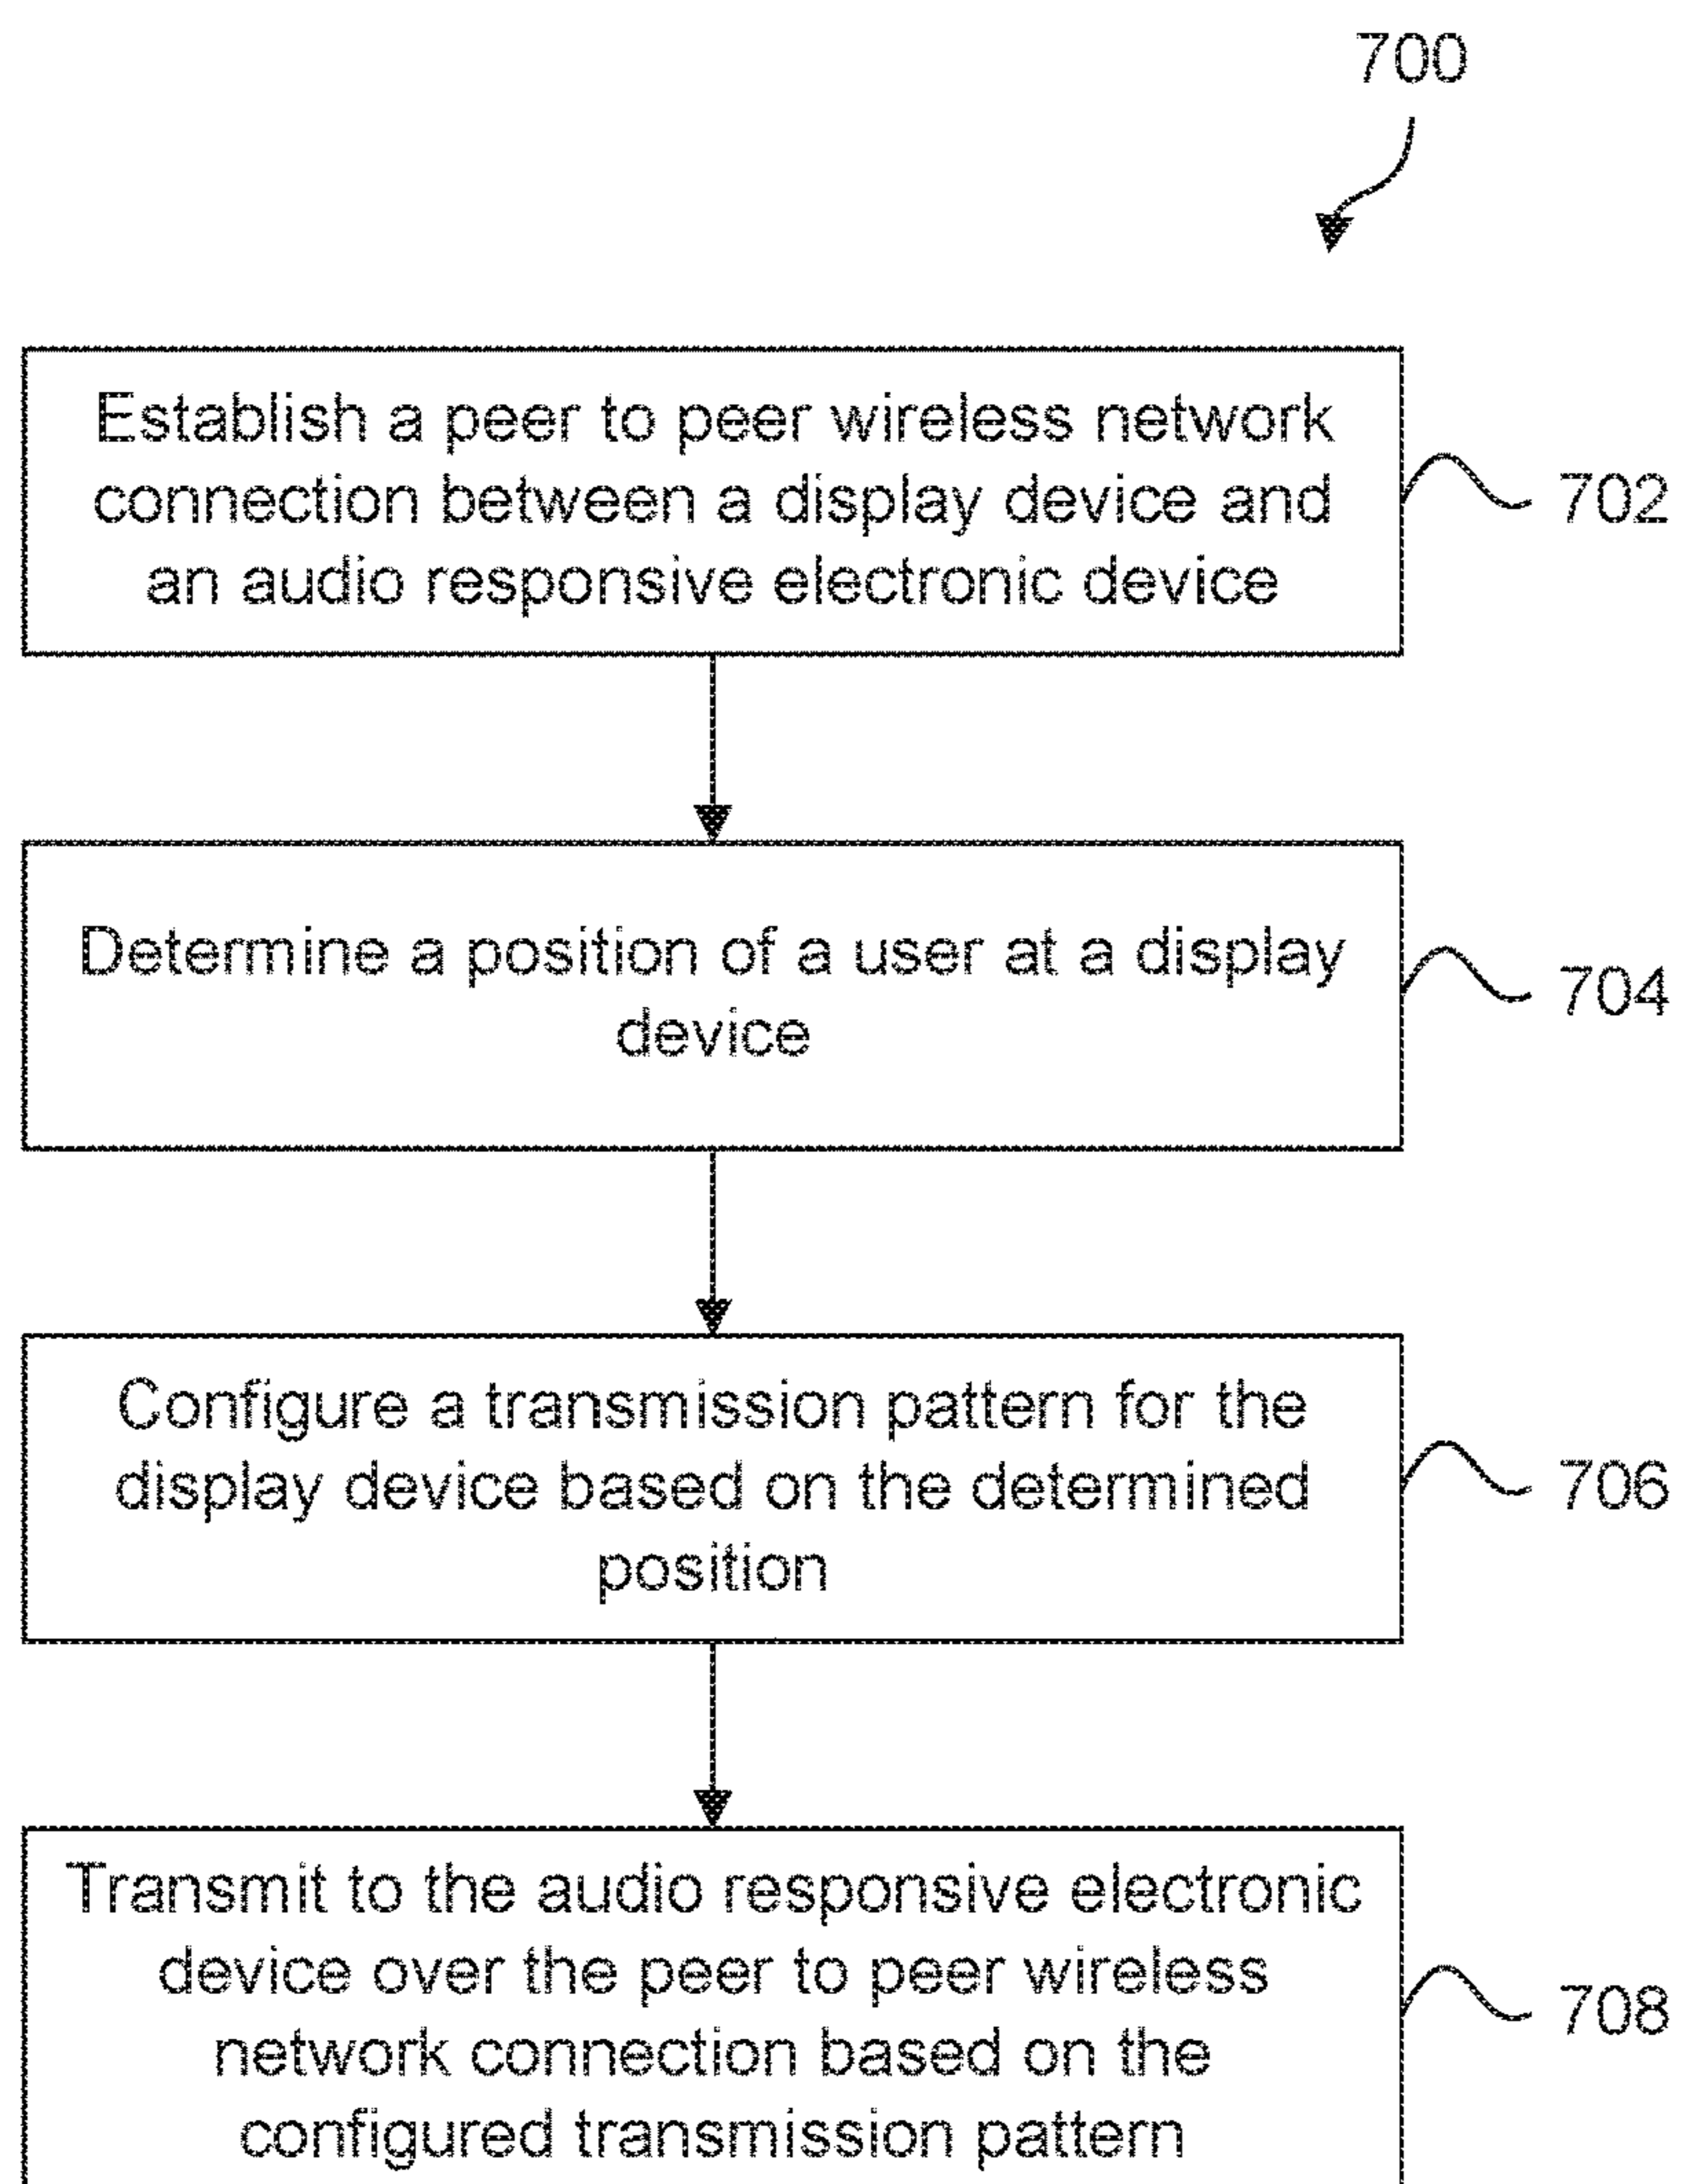 700
Establish a peer to peer wireless network
connection between a display device and
an audio responsive electronic device
702
Determine a position of a user at a display
device
704
Configure a transmission pattern for the
display device based on the determined
position
706
Transmit to the audio responsive electronic
device over the peer to peer wireless
network connection based on the
configured transmission pattern
708